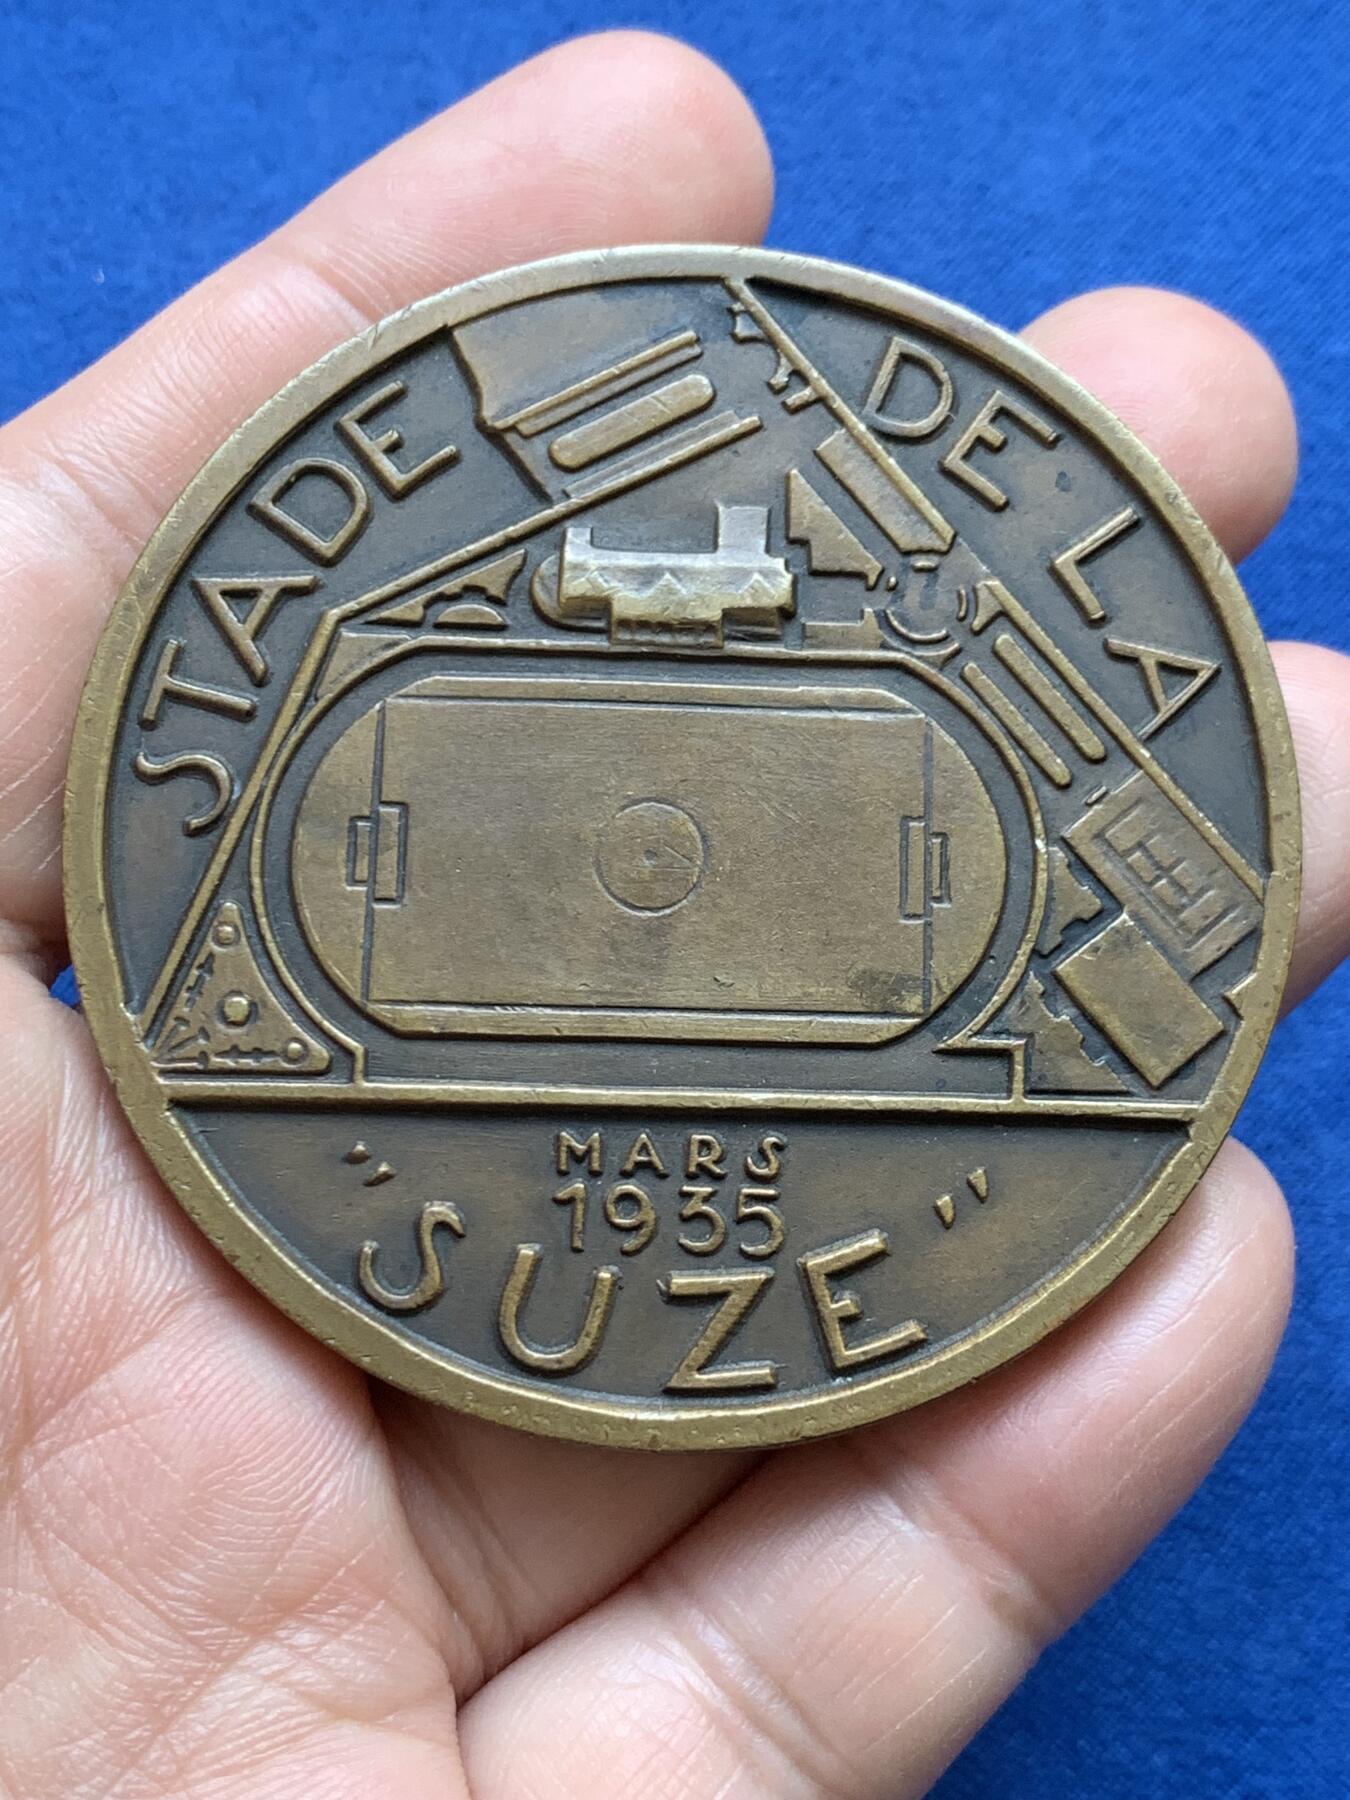 STADE DE LA
MARS
1935
"SUZE"